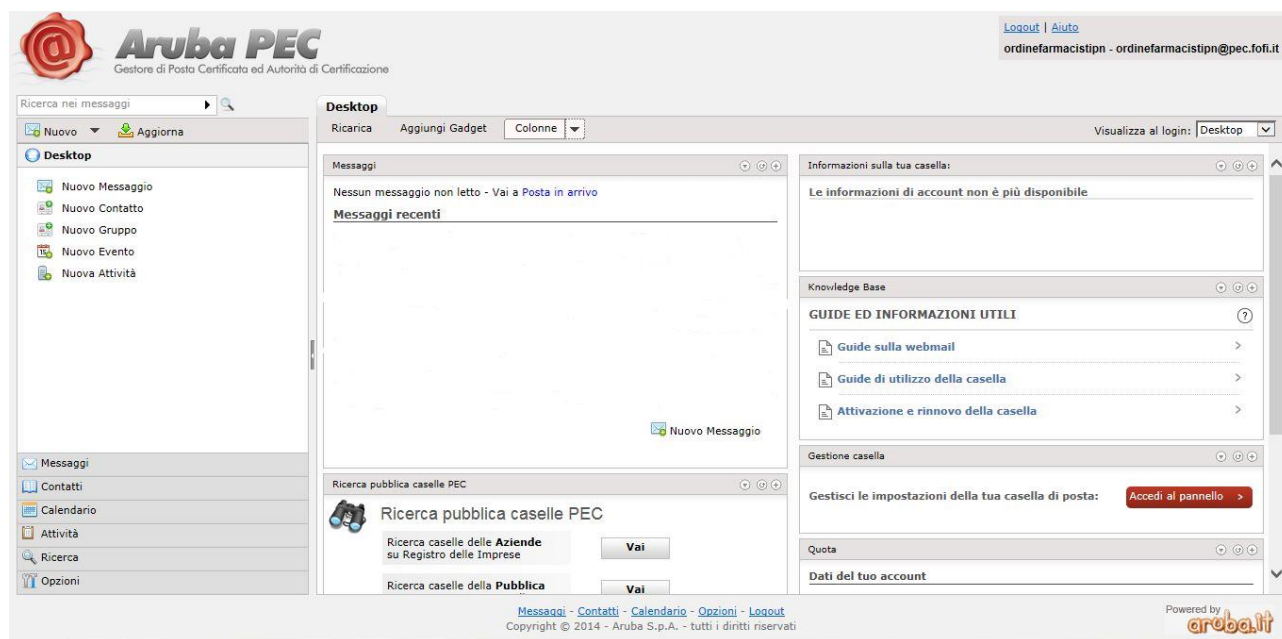 Aruba PEC
Gestore di Posta Certificata ed Autorità di Certificazione
Logout | Aiuto
ordinefarmacistipn - ordinefarmacistipn@pec.fofi.it
Ricerca nei messaggi
Nuovo Aggiorna
Desktop
Nuovo Messaggio
Nuovo Contatto
Nuovo Gruppo
Nuovo Evento
Nuova Attività
Messaggi
Contatti
Calendario
Attività
Ricerca
Opzioni
Desktop
Ricarica Aggiungi Gadget Colonne
Visualizza al login: Desktop
Messaggi
Nessun messaggio non letto - Vai a Posta in arrivo
Messaggi recenti
Nuovo Messaggio
Ricerca pubblica caselle PEC
Ricerca pubblica caselle PEC
Ricerca caselle delle Aziende
su Registro delle Imprese
Vai
Ricerca caselle della Pubblica
Vai
Informazioni sulla tua casella:
Le informazioni di account non è più disponibile
Knowledge Base
GUIDE ED INFORMAZIONI UTILI
Guide sulla webmail
Guide di utilizzo della casella
Attivazione e rinnovo della casella
Gestione casella
Gestisci le impostazioni della tua casella di posta: Accedi al pannello >
Quota
Dati del tuo account
Messaggi - Contatti - Calendario - Opzioni - Logout
Copyright © 2014 - Aruba S.p.A. - tutti i diritti riservati
Powered by
aruba.it